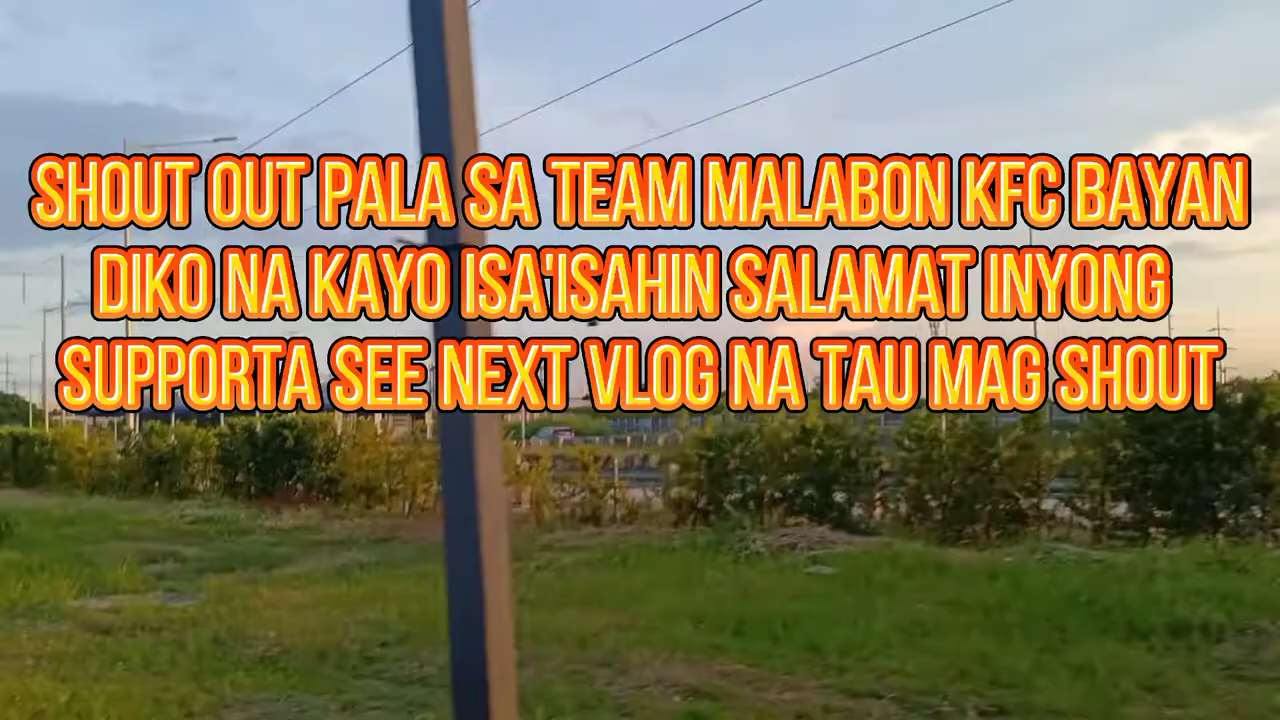 SHOUT OUT PALA SA TEAM MALABON KFC BAYAN
DIKO NA KAYO ISA'ISAHIN SALAMAT INYONG
SUPPORTA SEE NEXT VLOG NA TAU MAG SHOUT